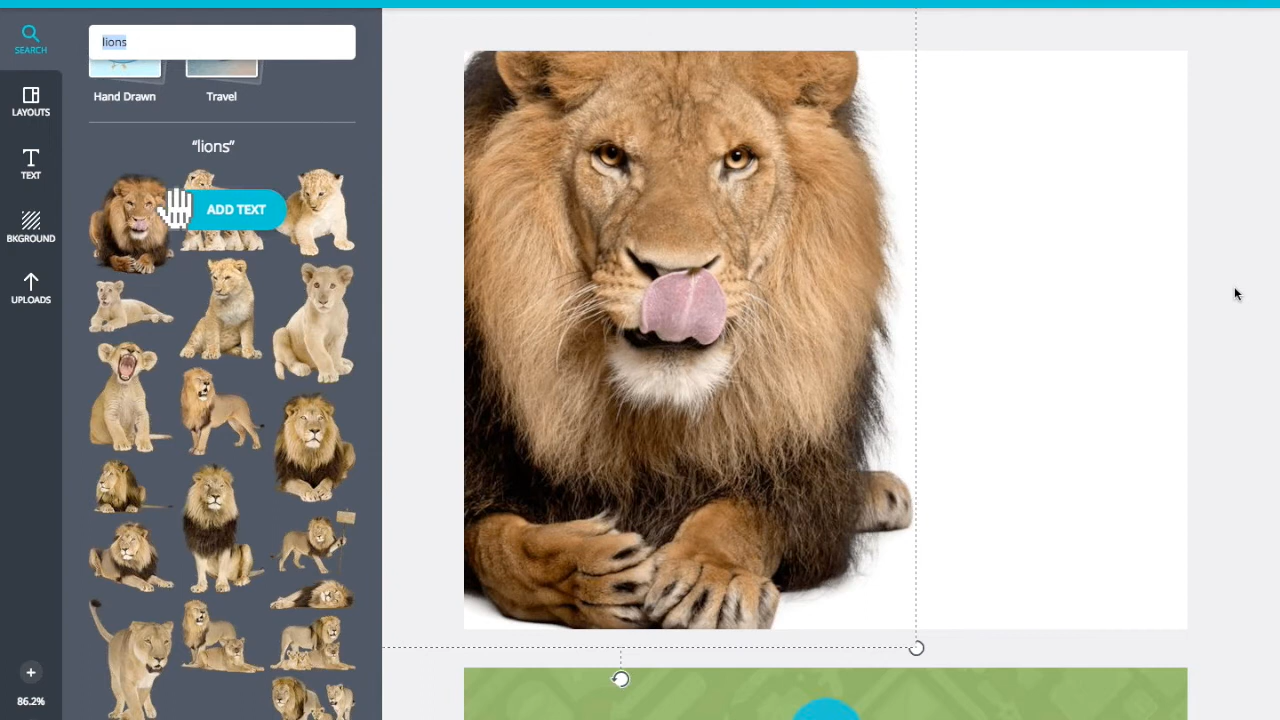 lions
SEARCH
LAYOUTS
TEXT
BKGROUND
UPLOADS
86.2%
Hand Drawn
Travel
“lions”
ADD TEXT